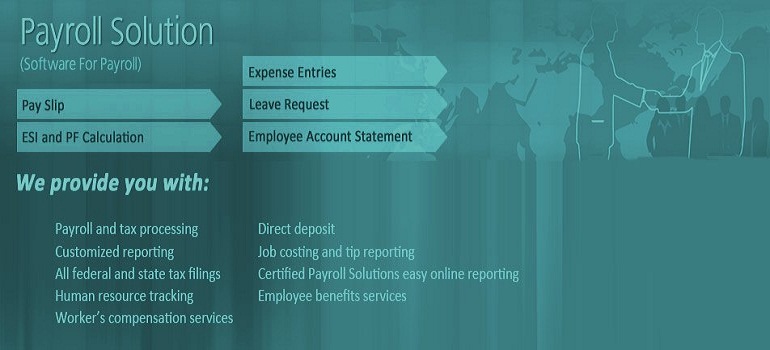 Payroll Solution
(Software For Payroll)
Pay Slip
ESI and PF Calculation
Expense Entries
Leave Request
Employee Account Statement
We provide you with:
Payroll and tax processing
Customized reporting
All federal and state tax filings
Human resource tracking
Worker's compensation services
Direct deposit
Job costing and tip reporting
Certified Payroll Solutions easy online reporting
Employee benefits services